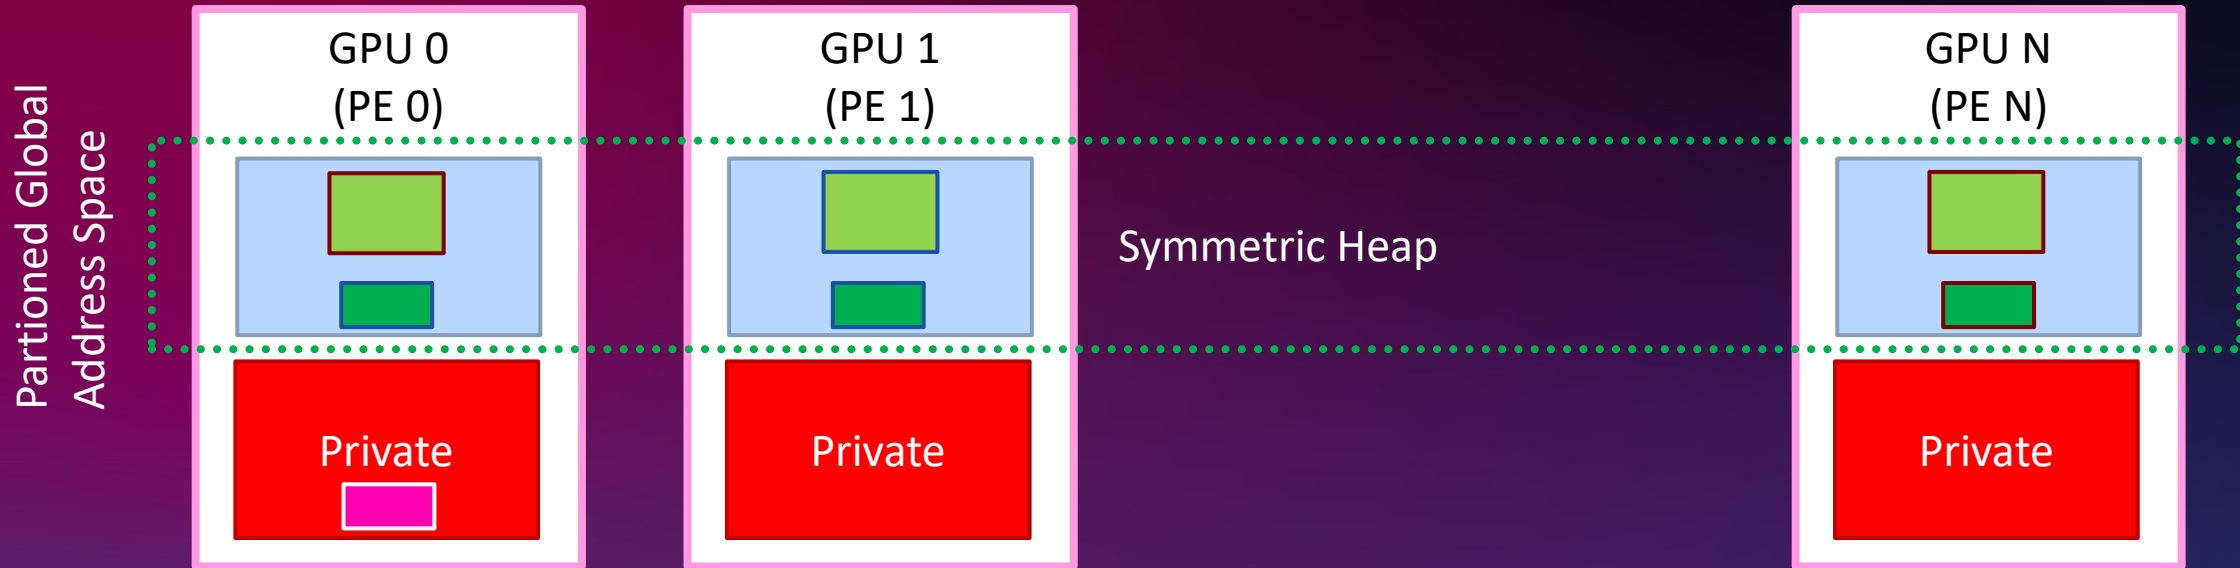 Partioned Global
Address Space
GPU 0
(PE 0)
GPU 1
(PE 1)
GPU N
(PE N)
Symmetric Heap
Private
Private
Private